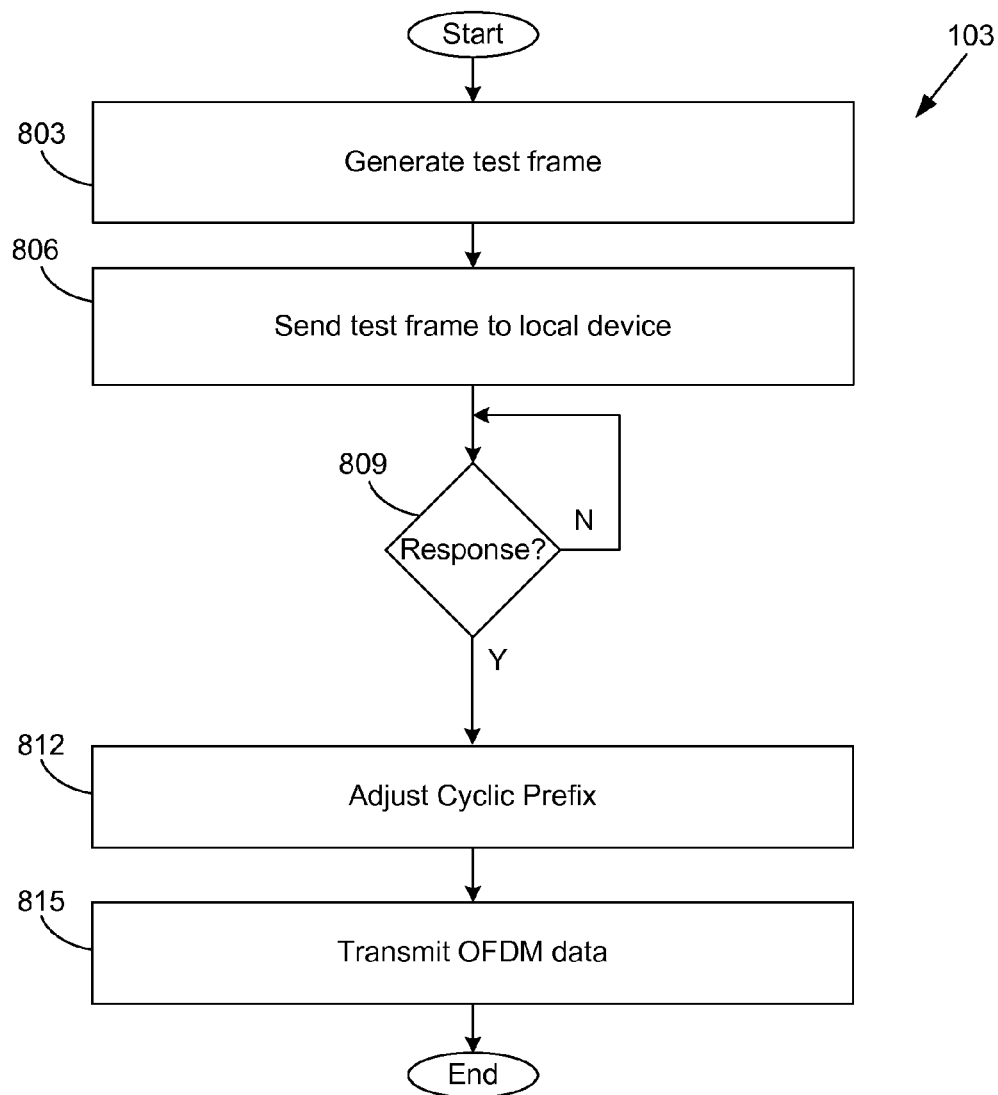 Start
103
803
Generate test frame
806
Send test frame to local device
809
Response?
N
Y
812
Adjust Cyclic Prefix
815
Transmit OFDM data
End